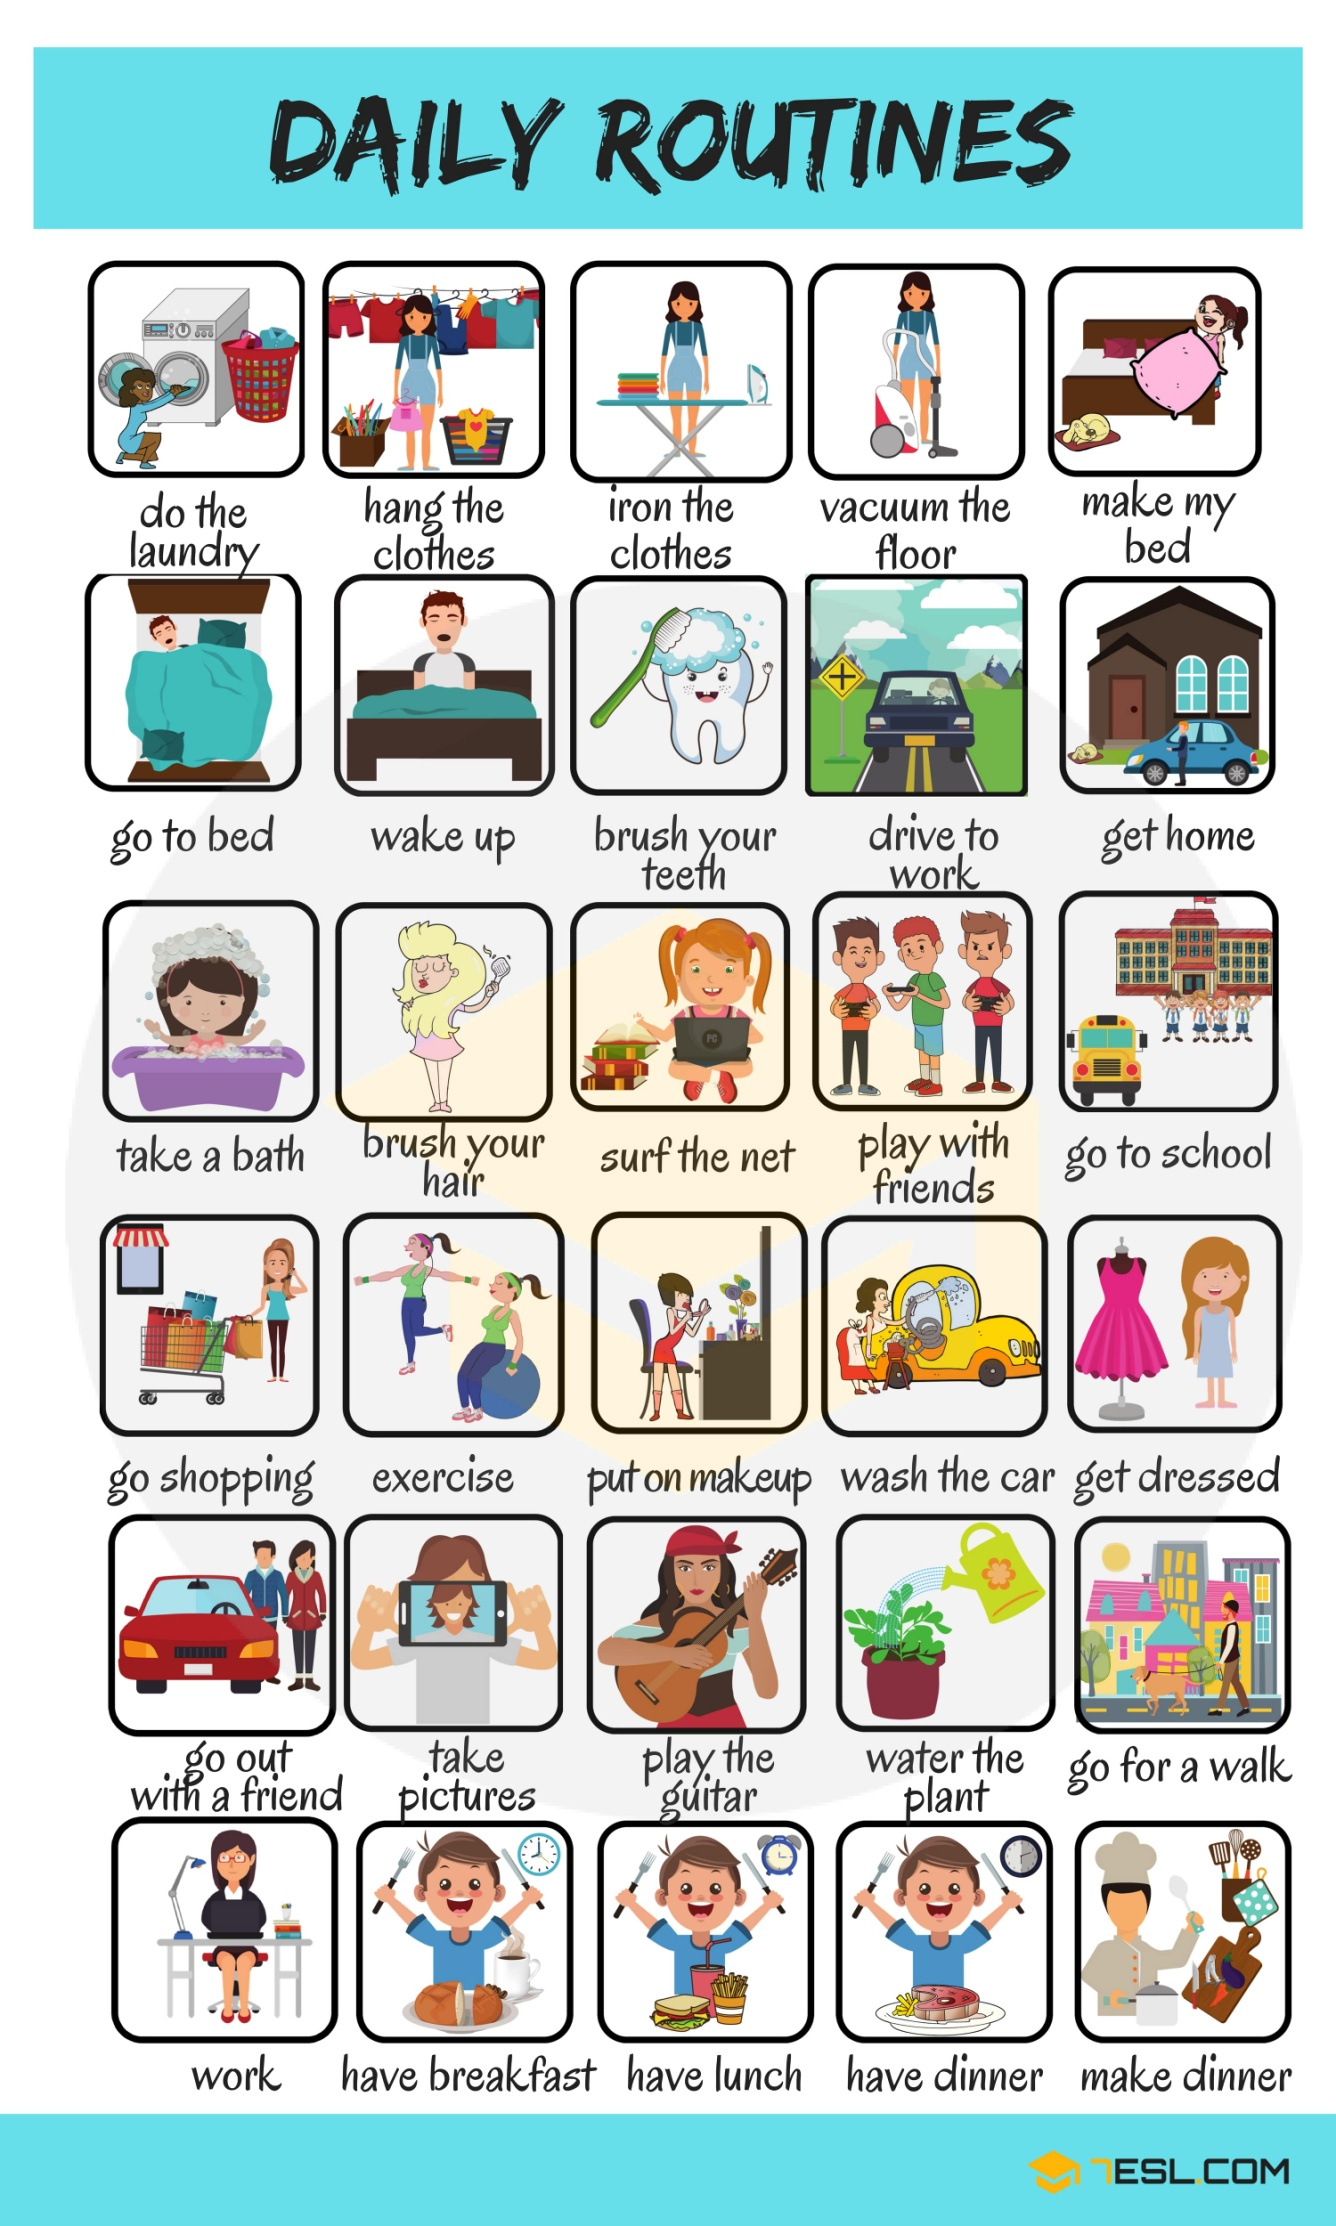 DAILY ROUTINES
do the
laundry
hang the
clothes
iron the
clothes
vacuum the
floor
make my
bed
go to bed
wake up
brush your
teeth
drive to
work
get home
take a bath
brush your
hair
surf the net
PC
play with
friends
go to school
go shopping
exercise
put on makeup
wash the car
get dressed
go out
with a friend
take
pictures
play the
guitar
water the
plant
go for a walk
work
have breakfast
have lunch
have dinner
make dinner
7ESL.COM